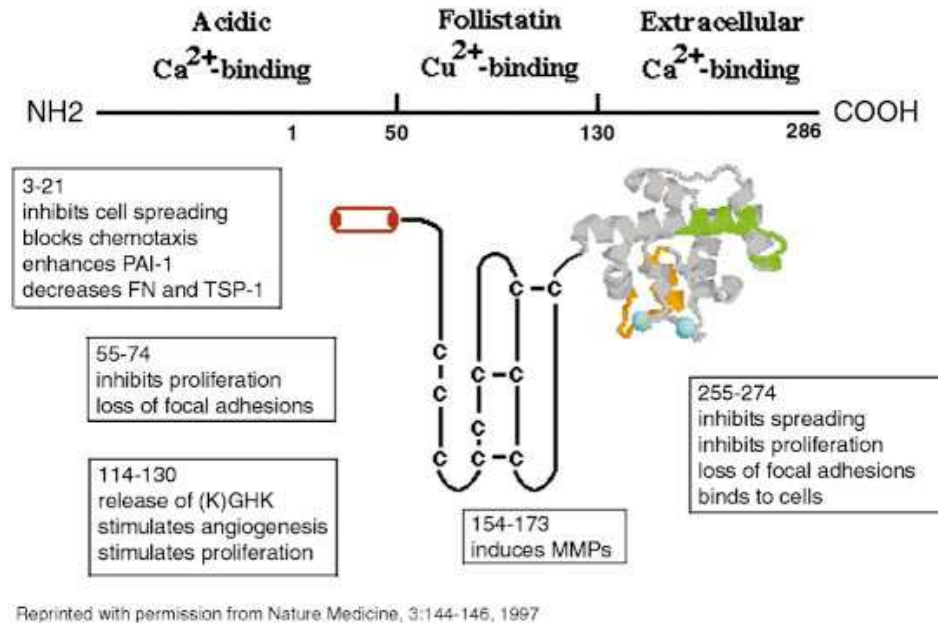 Acidic
Ca2+-binding
Follistatin
Cu2+-binding
Extracellular
Ca2+-binding
NH2
COOH
1
50
130
286
3-21
inhibits cell spreading
blocks chemotaxis
enhances PAI-1
decreases FN and TSP-1
55-74
inhibits proliferation
loss of focal adhesions
114-130
release of (K)GHK
stimulates angiogenesis
stimulates proliferation
C - C
C
C - C
C
C
C
C - C
C
154-173
induces MMPs
255-274
inhibits spreading
inhibits proliferation
loss of focal adhesions
binds to cells
Reprinted with permission from Nature Medicine, 3:144-146, 1997